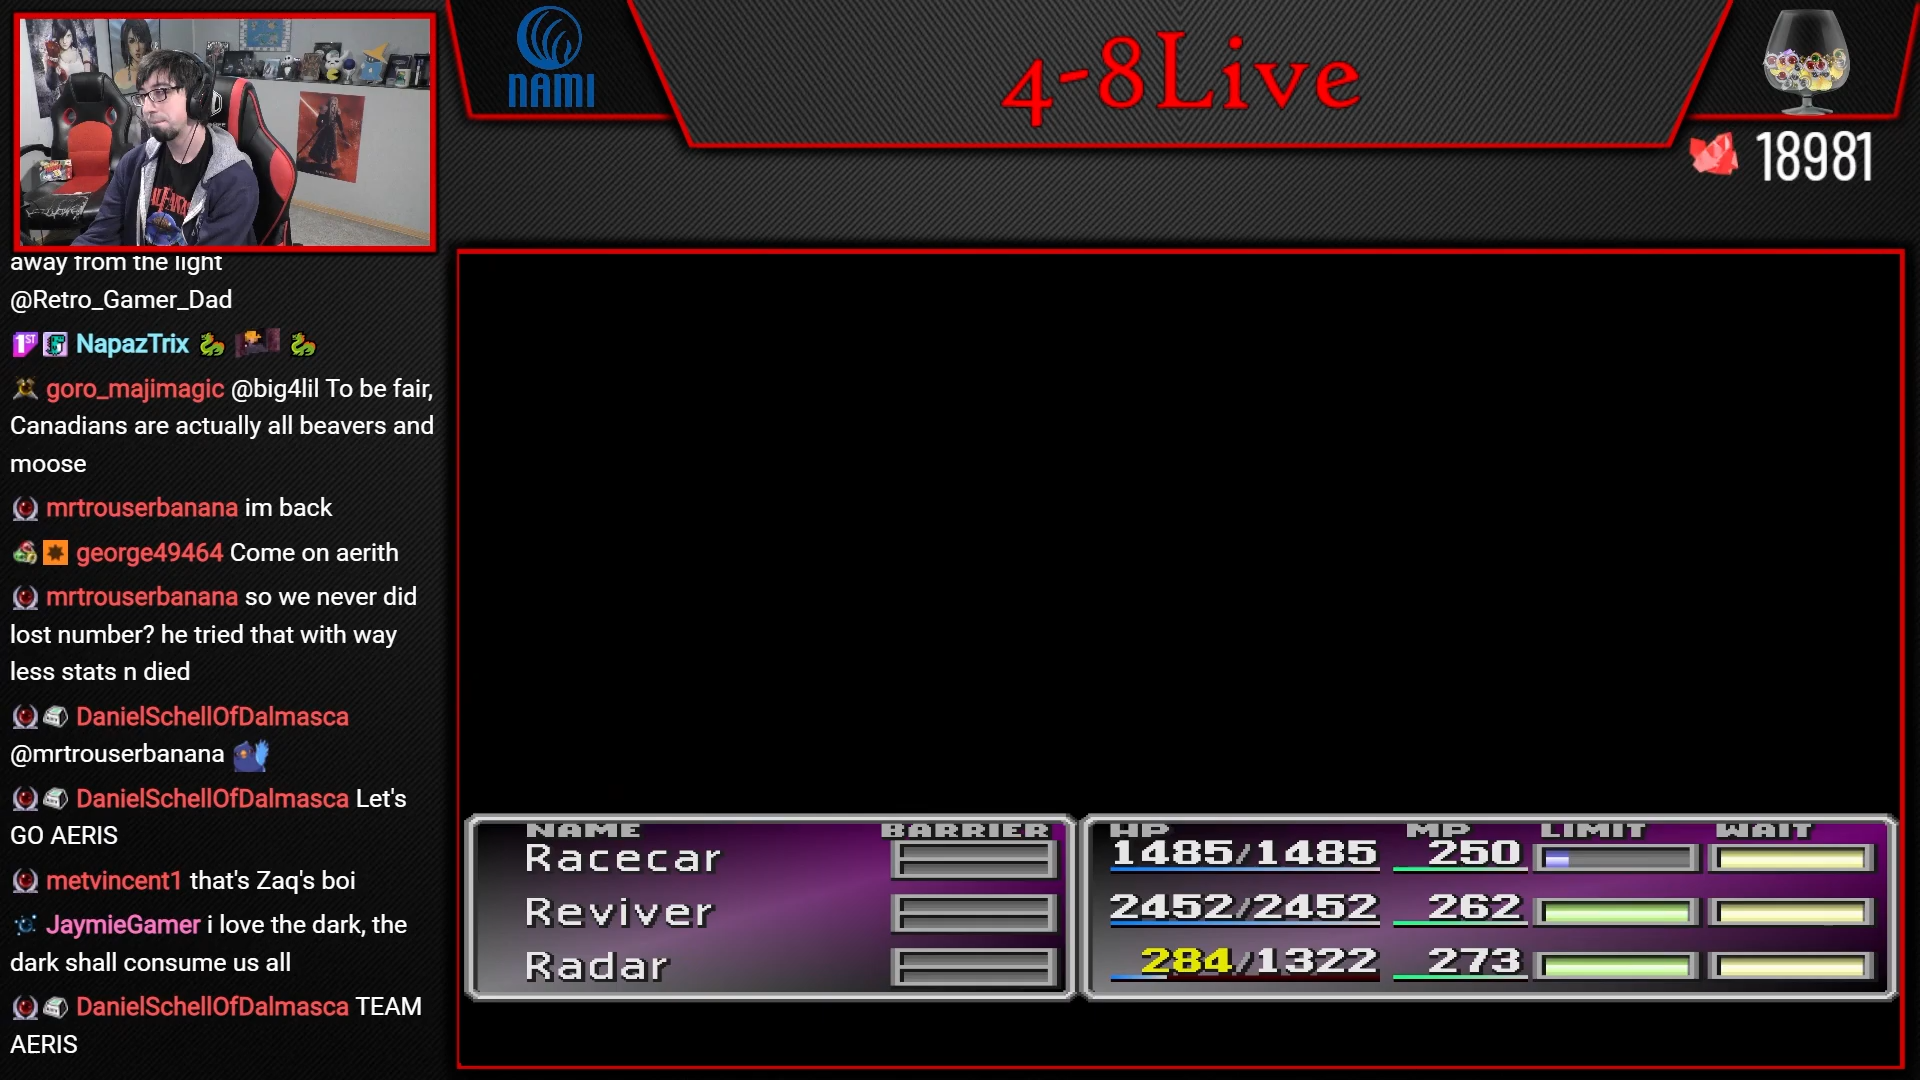 NAMI
4-8Live
18981
away from the light
@Retro_Gamer_Dad
1ST NapazTrix
goro_majimagic @big4lil To be fair,
Canadians are actually all beavers and
moose
mrtrouserbanana im back
george49464 Come on aerith
mrtrouserbanana so we never did
lost number? he tried that with way
less stats n died
DanielSchellOfDalmasca
@mrtrouserbanana
DanielSchellOfDalmasca Let's
GO AERIS
metvincent1 that's Zaq's boi
JaymieGamer i love the dark, the
dark shall consume us all
DanielSchellOfDalmasca TEAM
AERIS
NAME BARRIER HP MP LIMIT WAIT
Racecar 1485/1485 250
Reviver 2452/2452 262
Radar 284/1322 273